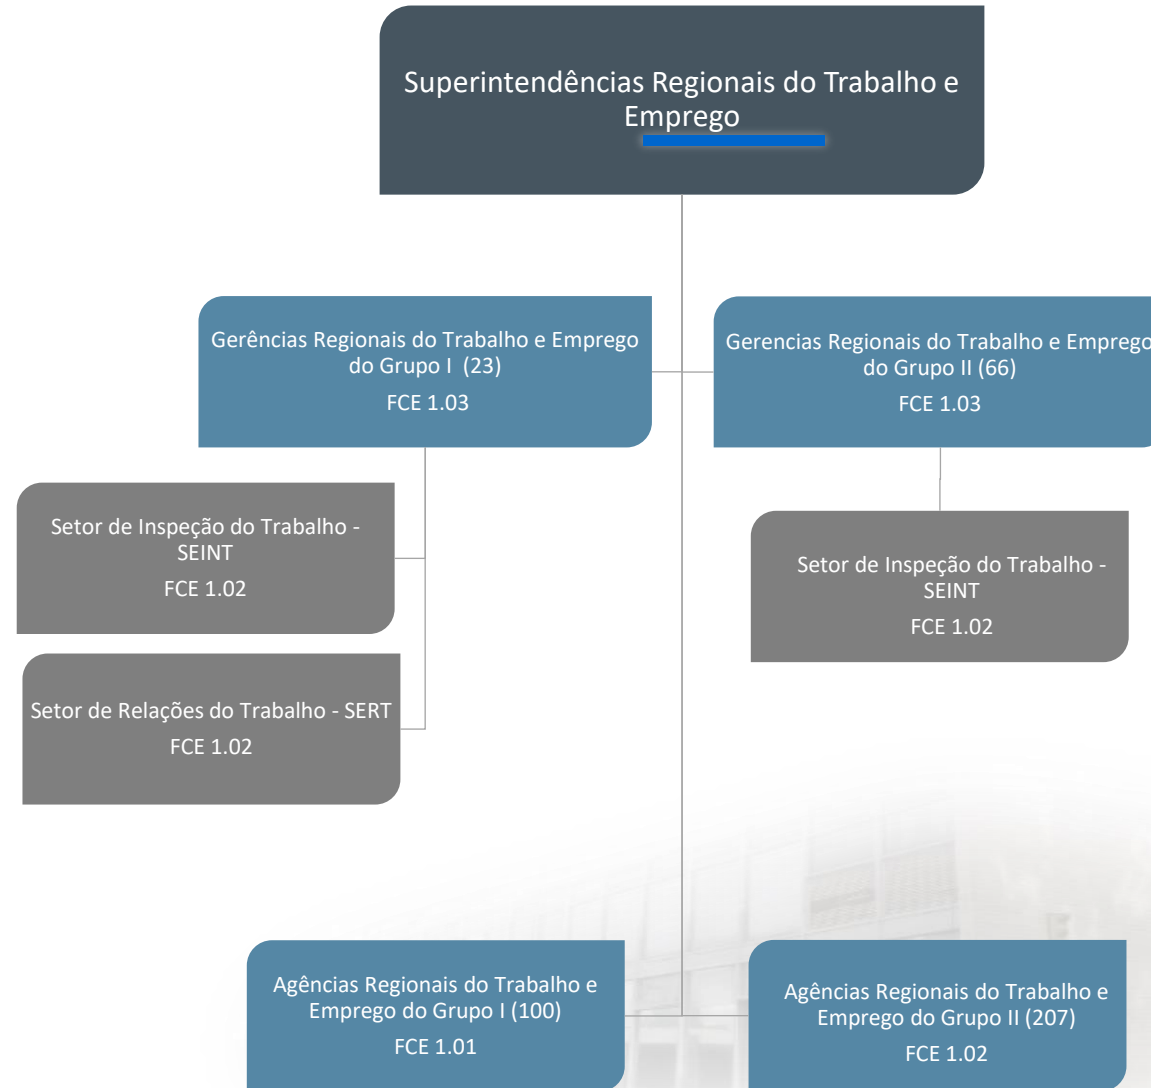 Superintendências Regionais do Trabalho e
Emprego
Gerências Regionais do Trabalho e Emprego
do Grupo I (23)
FCE 1.03
Gerencias Regionais do Trabalho e Emprego
do Grupo II (66)
FCE 1.03
Setor de Inspeção do Trabalho -
SEINT
FCE 1.02
Setor de Inspeção do Trabalho -
SEINT
FCE 1.02
Setor de Relações do Trabalho - SERT
FCE 1.02
Agências Regionais do Trabalho e
Emprego do Grupo I (100)
FCE 1.01
Agências Regionais do Trabalho e
Emprego do Grupo II (207)
FCE 1.02